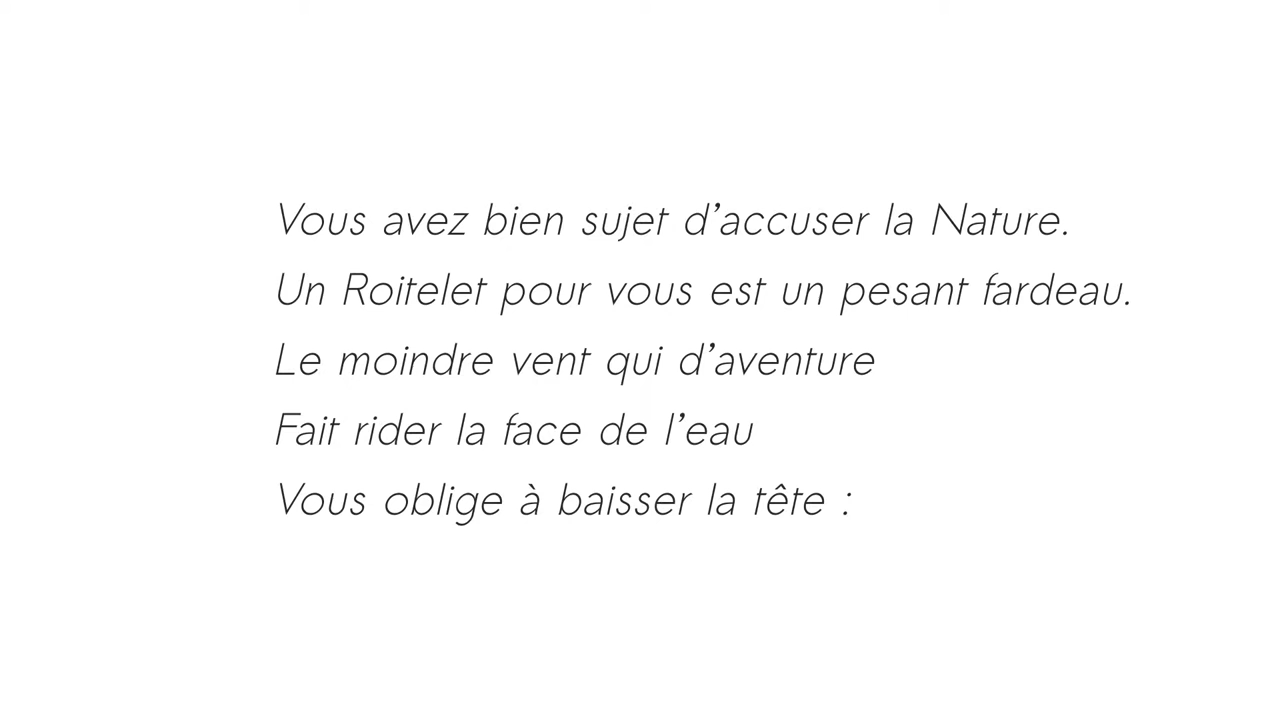 Vous avez bien sujet d’accuser la Nature.
Un Roitelet pour vous est un pesant fardeau.
Le moindre vent qui d’aventure
Fait rider la face de l’eau
Vous oblige à baisser la tête :